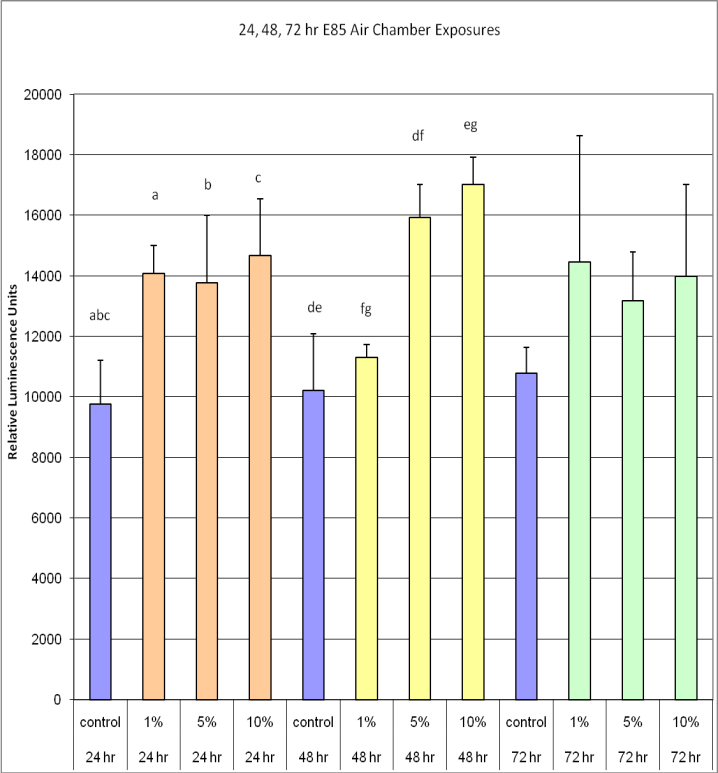 24, 48, 72 hr E85 Air Chamber Exposures
Relative Luminescence Units
20000
18000
16000
14000
12000
10000
8000
6000
4000
2000
0
abc
a
b
c
de
fg
df
eg
control 1% 5% 10% control 1% 5% 10% control 1% 5% 10%
24 hr 24 hr 24 hr 24 hr 48 hr 48 hr 48 hr 48 hr 72 hr 72 hr 72 hr 72 hr